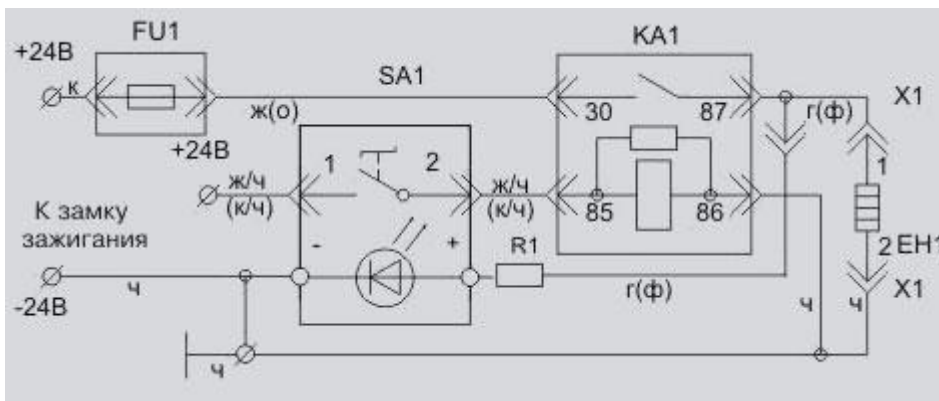 FU1
KA1
+24В
SA1
к
X1
ж(о)
30
87
г(ф)
+24В
1
2
1
ж/ч
ж/ч
(к/ч)
(к/ч)
85
86
К замку
зажигания
-
+
R1
2 EH1
ч
г(ф)
ч
ч
X1
-24В
ч